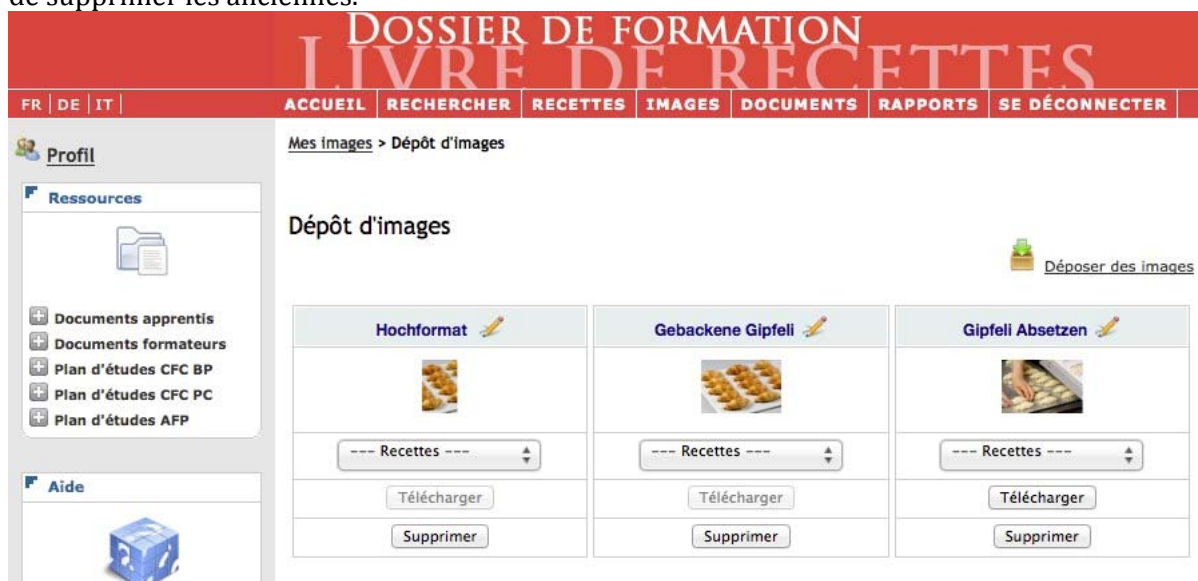 de supprimer les anciennes.
DOSSIER DE FORMATION
LIVRE DE RECETTES
FR | DE | IT |
ACCUEIL | RECHERCHER | RECETTES | IMAGES | DOCUMENTS | RAPPORTS | SE DÉCONNECTER |
Profil
Mes images > Dépôt d'images
Ressources
Dépôt d'images
Déposer des images
Documents apprentis
Documents formateurs
Plan d'études CFC BP
Plan d'études CFC PC
Plan d'études AFP
Hochformat
Gebackene Gipfeli
Gipfeli Absetzen
--- Recettes ---
--- Recettes ---
--- Recettes ---
Télécharger
Télécharger
Télécharger
Supprimer
Supprimer
Supprimer
Aide